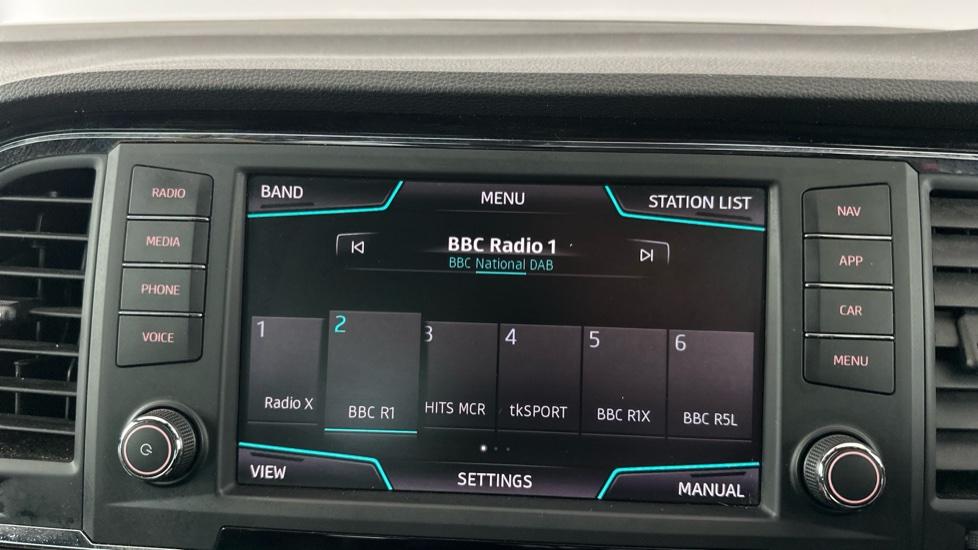 RADIO
MEDIA
PHONE
VOICE
BAND
MENU
STATION LIST
BBC Radio 1
BBC National DAB
1
Radio X
2
BBC R1
3
HITS MCR
4
tkSPORT
5
BBC R1X
6
BBC R5L
VIEW
SETTINGS
MANUAL
NAV
APP
CAR
MENU